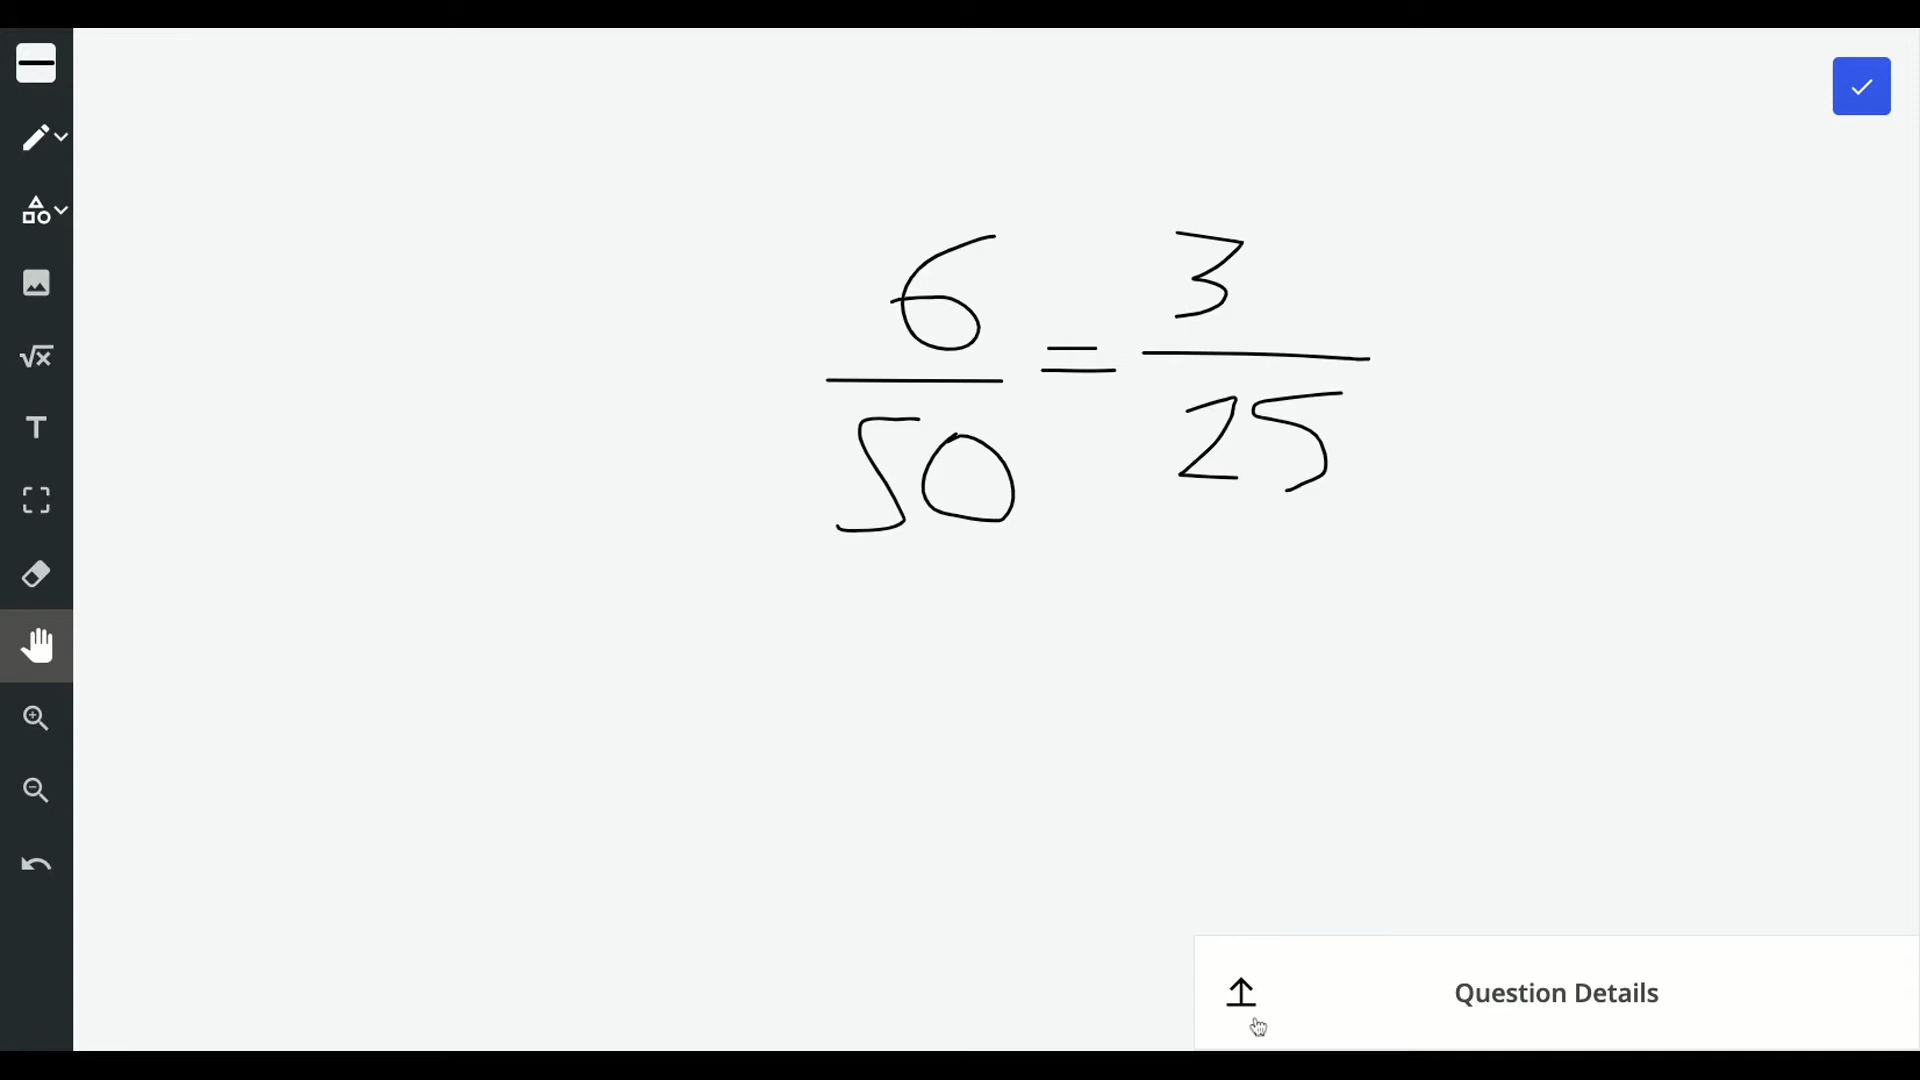 6/50 = 3/25
√x
T
Question Details